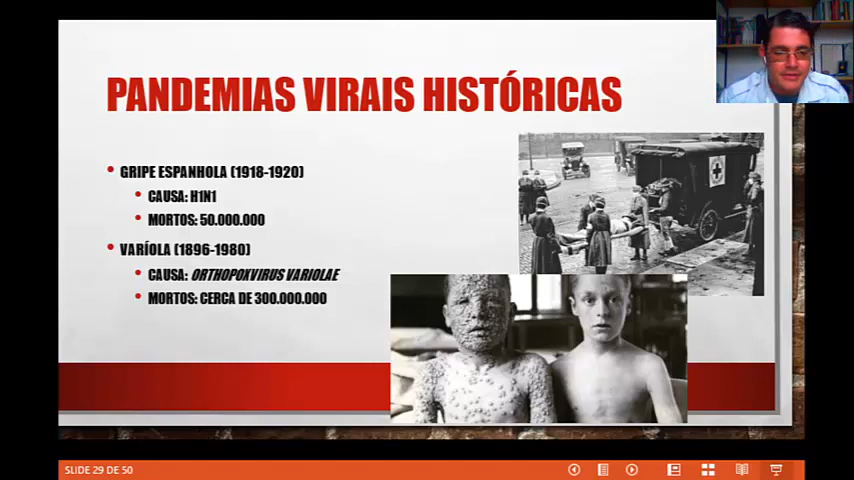 PANDEMIAS VIRAIS HISTÓRICAS
• GRIPE ESPANHOLA (1918-1920)
• CAUSA: H1N1
• MORTOS: 50.000.000
• VARÍOLA (1896-1980)
• CAUSA: ORTHOPOXVIRUS VARIOLAE
• MORTOS: CERCA DE 300.000.000
SLIDE 29 DE 50